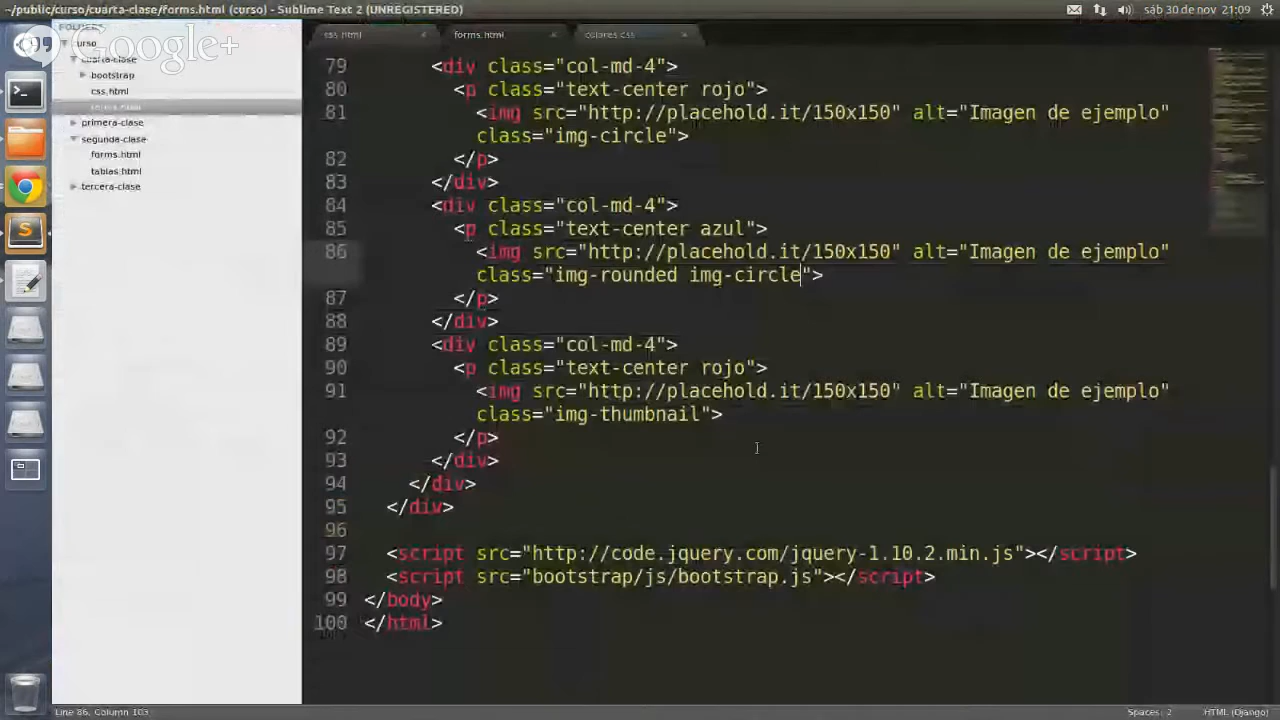 ~/public/curso/cuarta-clase/forms.html (curso) - Sublime Text 2 (UNREGISTERED)
sáb 30 de nov 21:09
Google+
FOLDERS
curso
cuarta-clase
bootstrap
css.html
forms.html
primera-clase
segunda-clase
forms.html
tablas.html
tercera-clase
css.html
forms.html
colores.css
79 <div class="col-md-4">
80 <p class="text-center rojo">
81 <img src="http://placehold.it/150x150" alt="Imagen de ejemplo"
class="img-circle">
82 </p>
83 </div>
84 <div class="col-md-4">
85 <p class="text-center azul">
86 <img src="http://placehold.it/150x150" alt="Imagen de ejemplo"
class="img-rounded img-circle">
87 </p>
88 </div>
89 <div class="col-md-4">
90 <p class="text-center rojo">
91 <img src="http://placehold.it/150x150" alt="Imagen de ejemplo"
class="img-thumbnail">
92 </p>
93 </div>
94 </div>
95 </div>
96
97 <script src="http://code.jquery.com/jquery-1.10.2.min.js"></script>
98 <script src="bootstrap/js/bootstrap.js"></script>
99 </body>
100 </html>
Line 86, Column 103
Spaces: 2
HTML (Django)